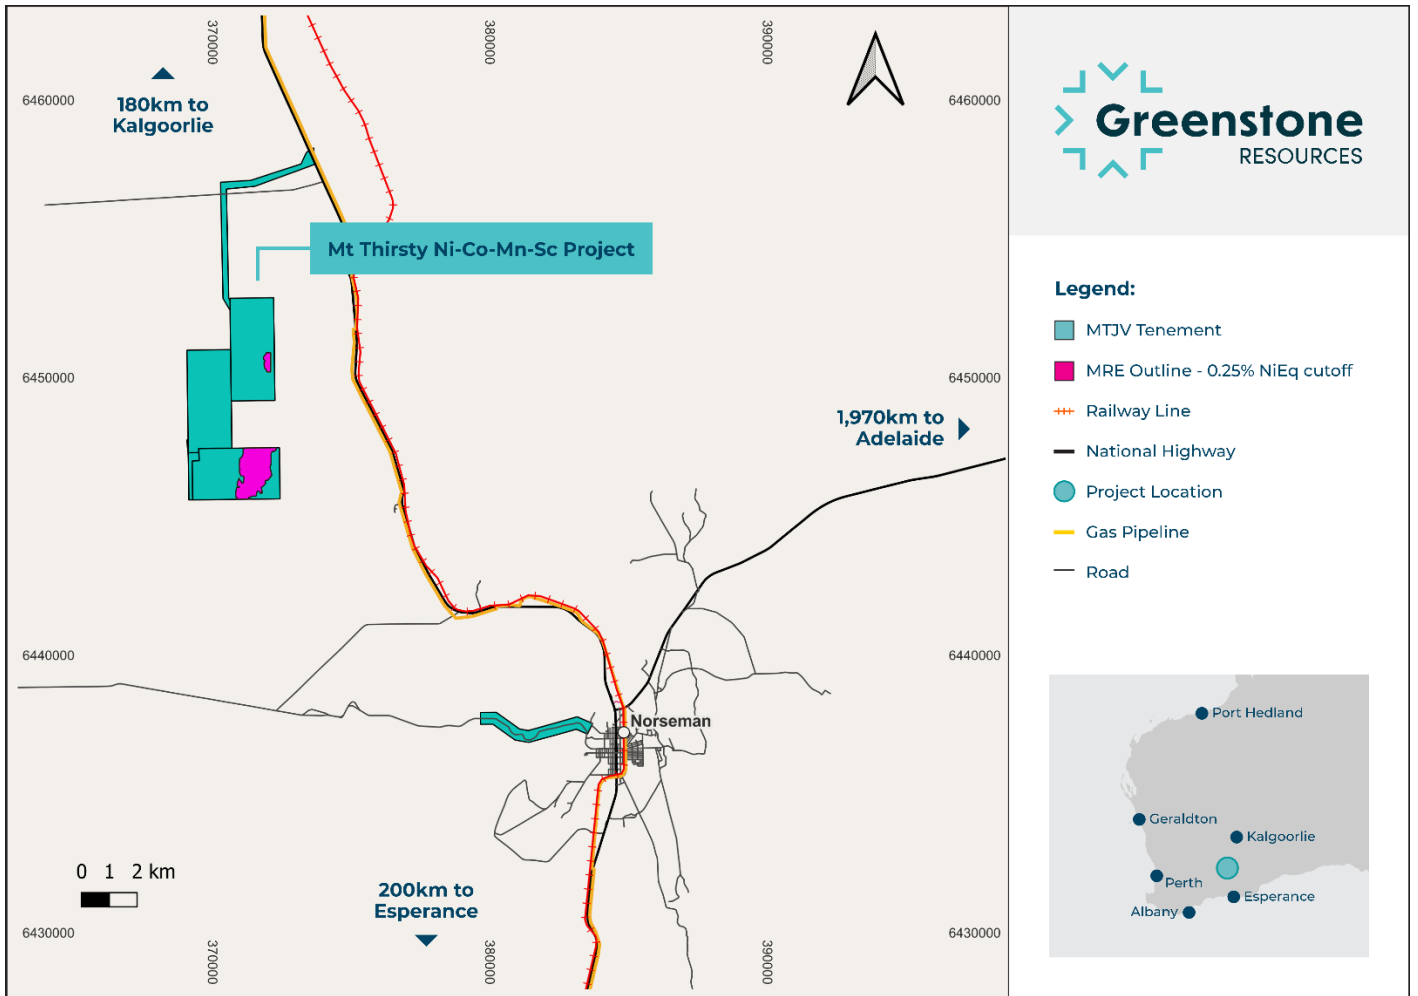 370000
380000
390000
180km to
Kalgoorlie
6460000
6460000
Mt Thirsty Ni-Co-Mn-Sc Project
6450000
6450000
1,970km to
Adelaide
6440000
6440000
Norseman
0 1 2 km
200km to
Esperance
6430000
6430000
370000
380000
390000
Greenstone
RESOURCES
Legend:
MTJV Tenement
MRE Outline - 0.25% NiEq cutoff
Railway Line
National Highway
Project Location
Gas Pipeline
Road
Port Hedland
Geraldton
Kalgoorlie
Perth
Esperance
Albany